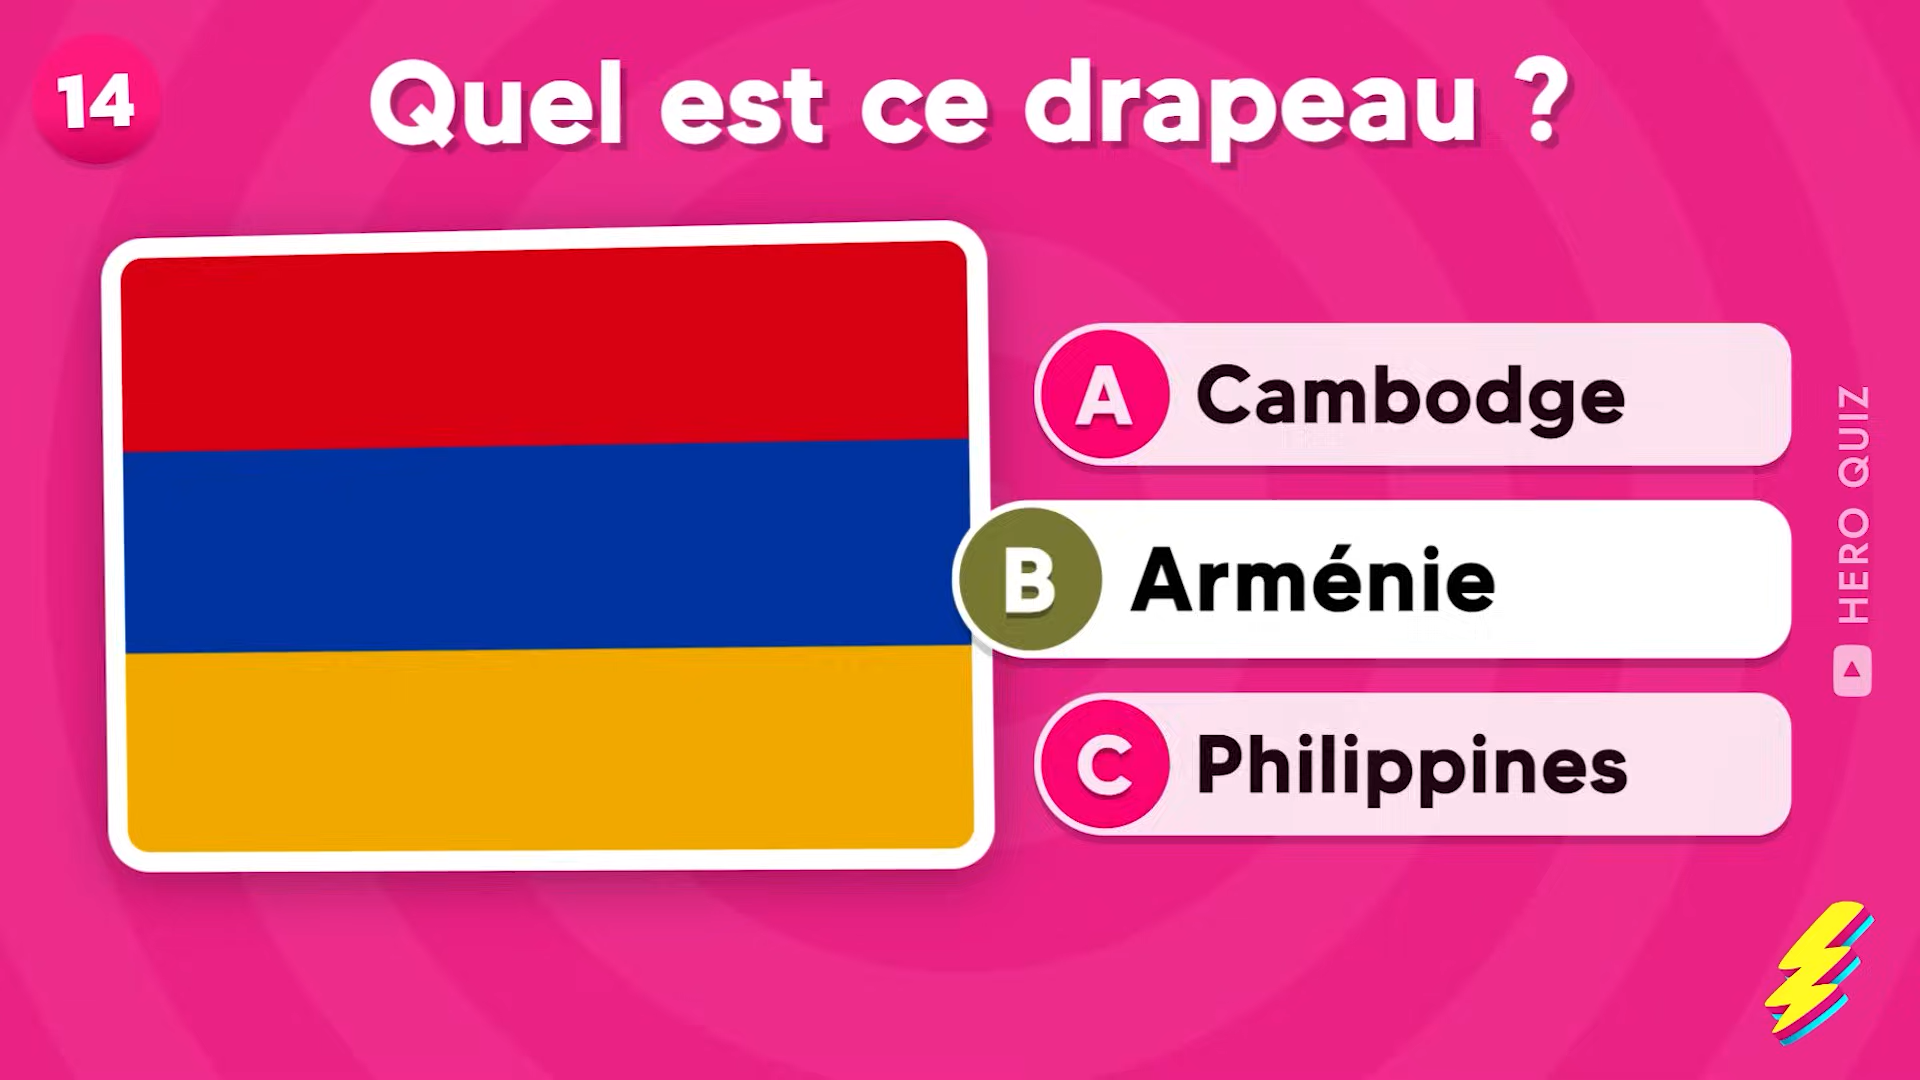 14
Quel est ce drapeau ?
A Cambodge
B Arménie
C Philippines
HERO QUIZ